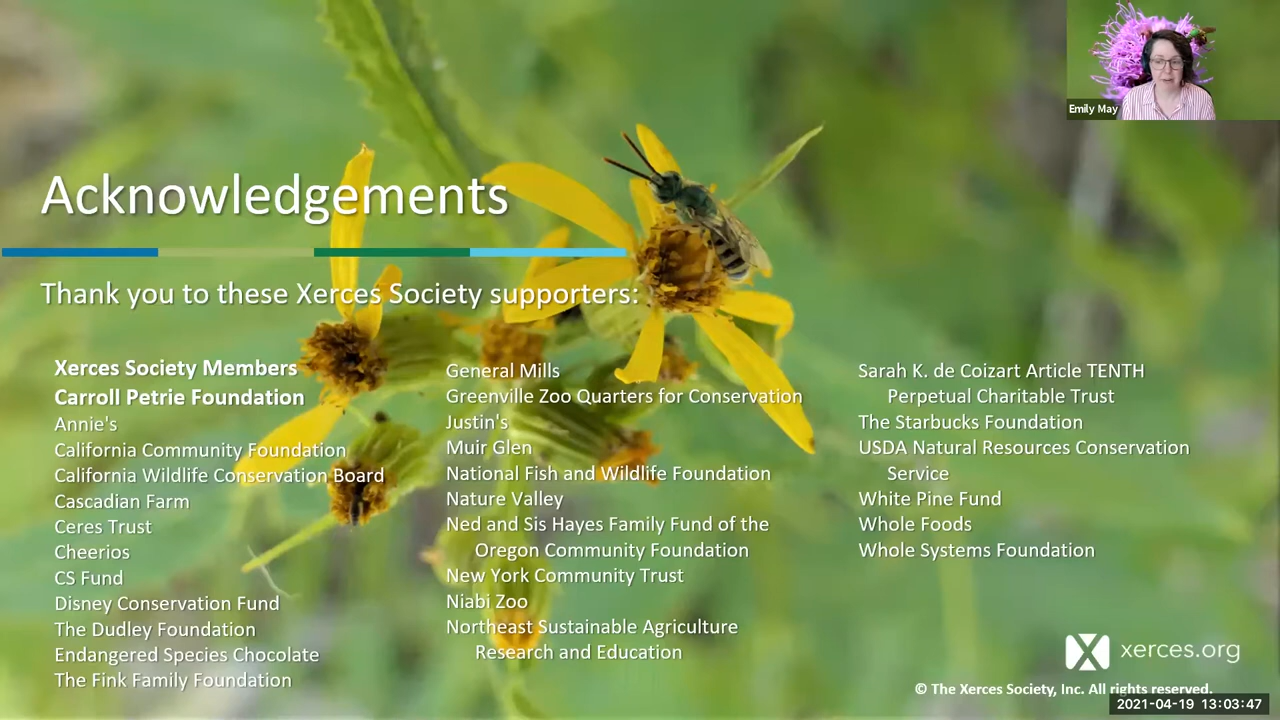 Emily May
Acknowledgements
Thank you to these Xerces Society supporters:
Xerces Society Members
Carroll Petrie Foundation
Annie's
California Community Foundation
California Wildlife Conservation Board
Cascadian Farm
Ceres Trust
Cheerios
CS Fund
Disney Conservation Fund
The Dudley Foundation
Endangered Species Chocolate
The Fink Family Foundation
General Mills
Greenville Zoo Quarters for Conservation
Justin's
Muir Glen
National Fish and Wildlife Foundation
Nature Valley
Ned and Sis Hayes Family Fund of the
Oregon Community Foundation
New York Community Trust
Niabi Zoo
Northeast Sustainable Agriculture
Research and Education
Sarah K. de Coizart Article TENTH
Perpetual Charitable Trust
The Starbucks Foundation
USDA Natural Resources Conservation
Service
White Pine Fund
Whole Foods
Whole Systems Foundation
xerces.org
© The Xerces Society, Inc. All rights reserved.
2021-04-19 13:03:47